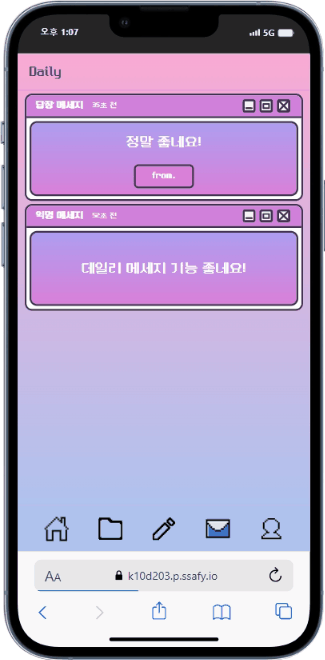 오후 1:07
5G
Daily
답장 메세지 35초 전
정말 좋네요!
from.
익명 메세지 52초 전
데일리 메세지 기능 좋네요!
AA
k10d203.p.ssafy.io